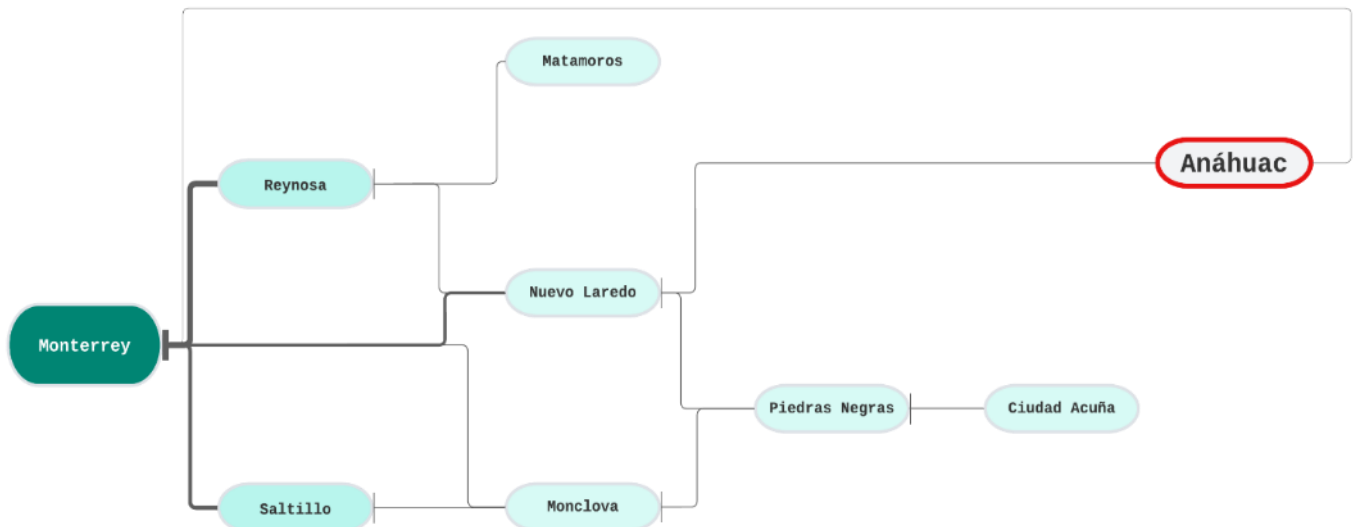 Matamoros
Anáhuac
Reynosa
Nuevo Laredo
Monterrey
Piedras Negras
Ciudad Acuña
Saltillo
Monclova